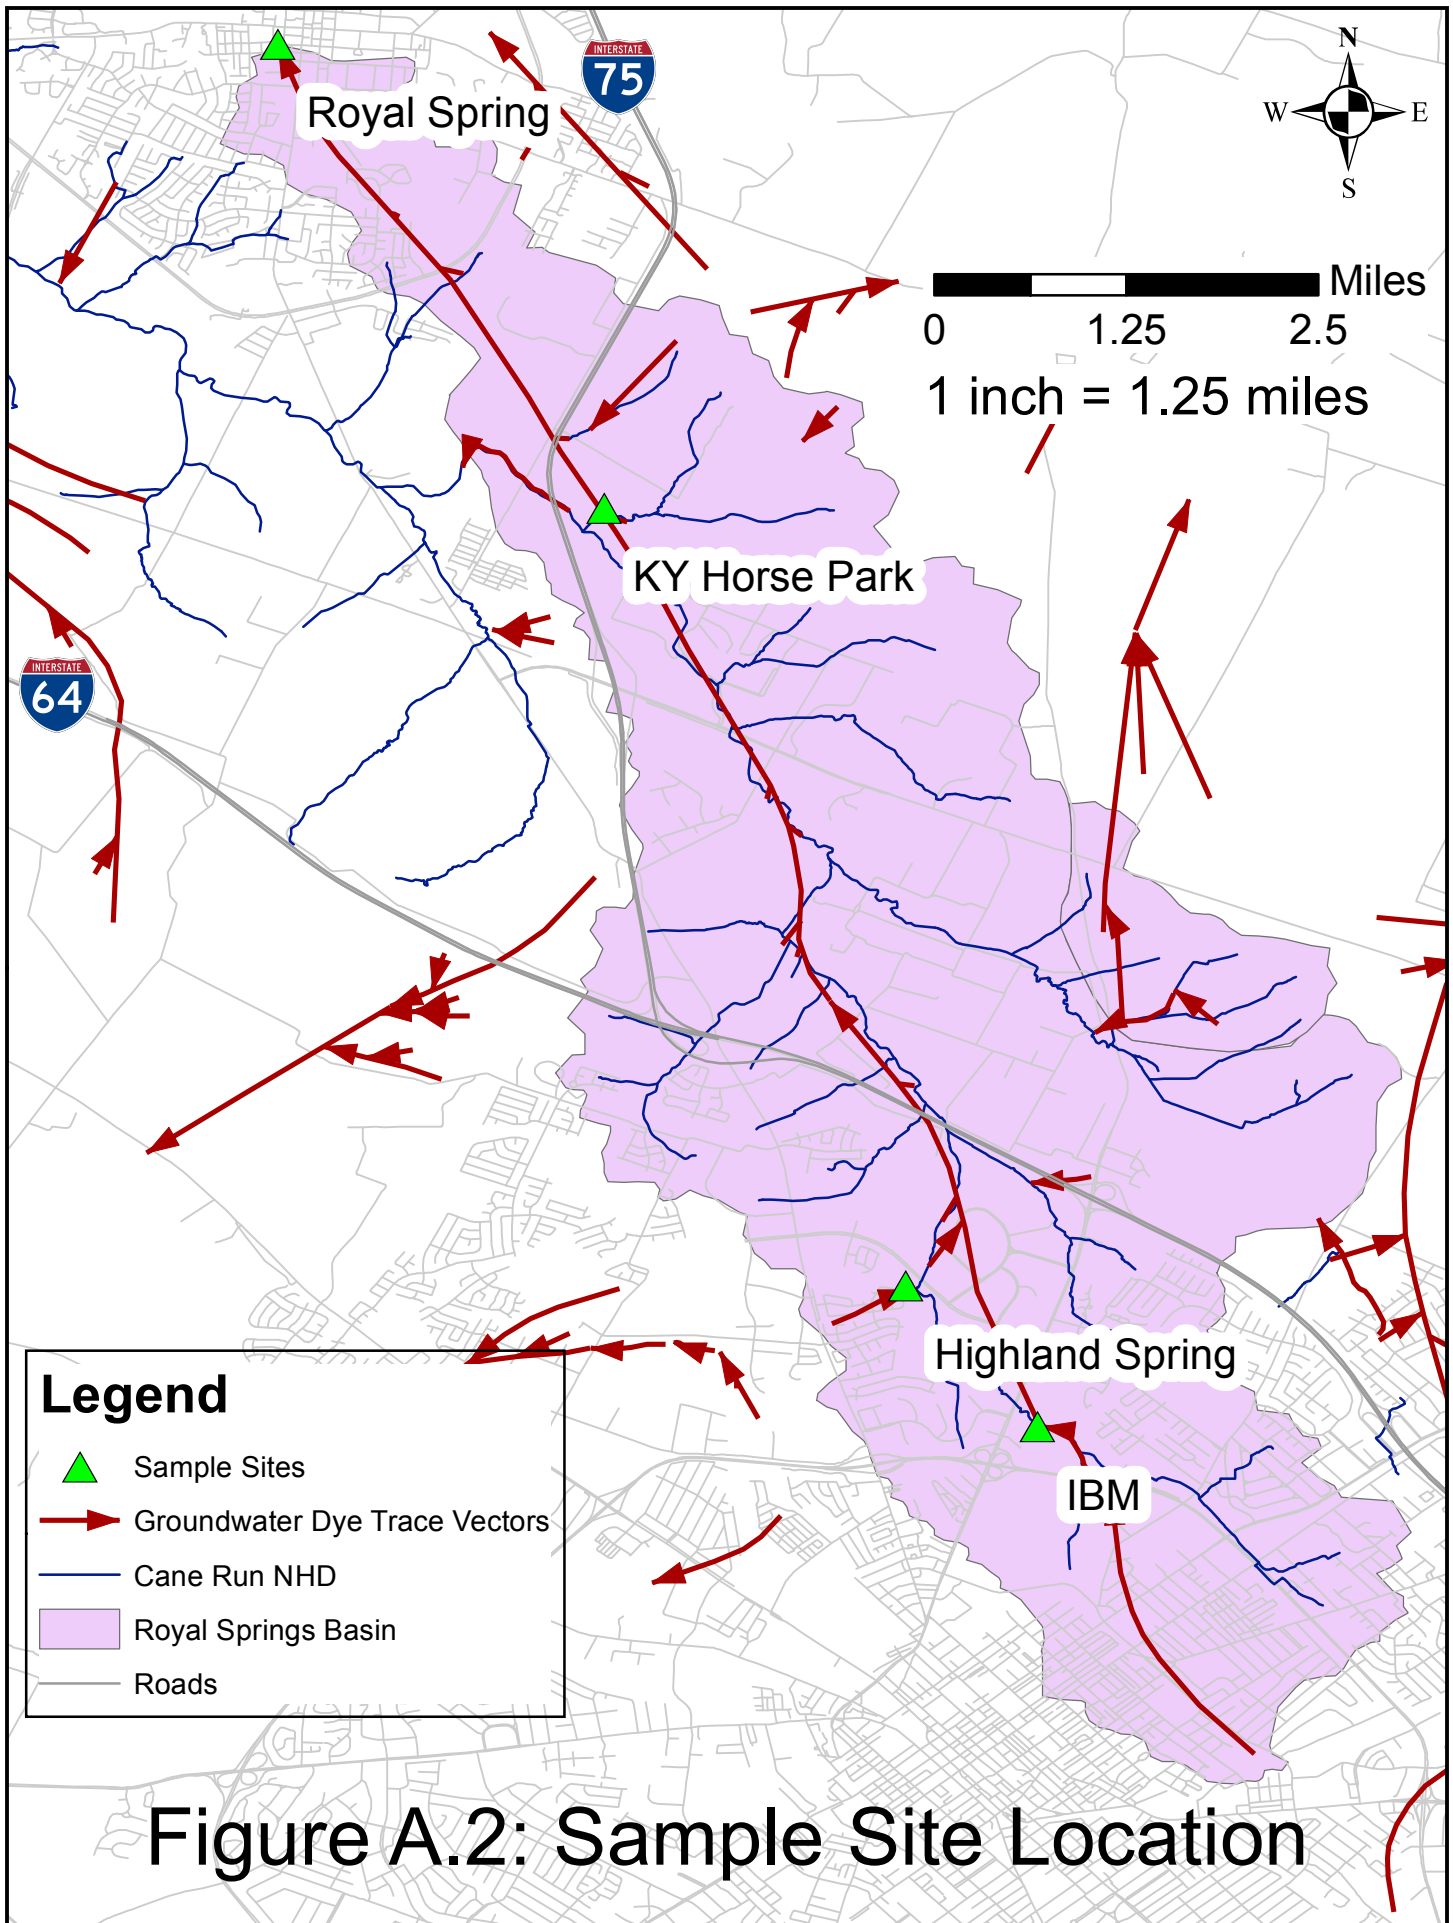 INTERSTATE
75
N
W E
S
Royal Spring
Miles
0 1.25 2.5
1 inch = 1.25 miles
KY Horse Park
INTERSTATE
64
Highland Spring
IBM
Legend
Sample Sites
Groundwater Dye Trace Vectors
Cane Run NHD
Royal Springs Basin
Roads
Figure A.2: Sample Site Location